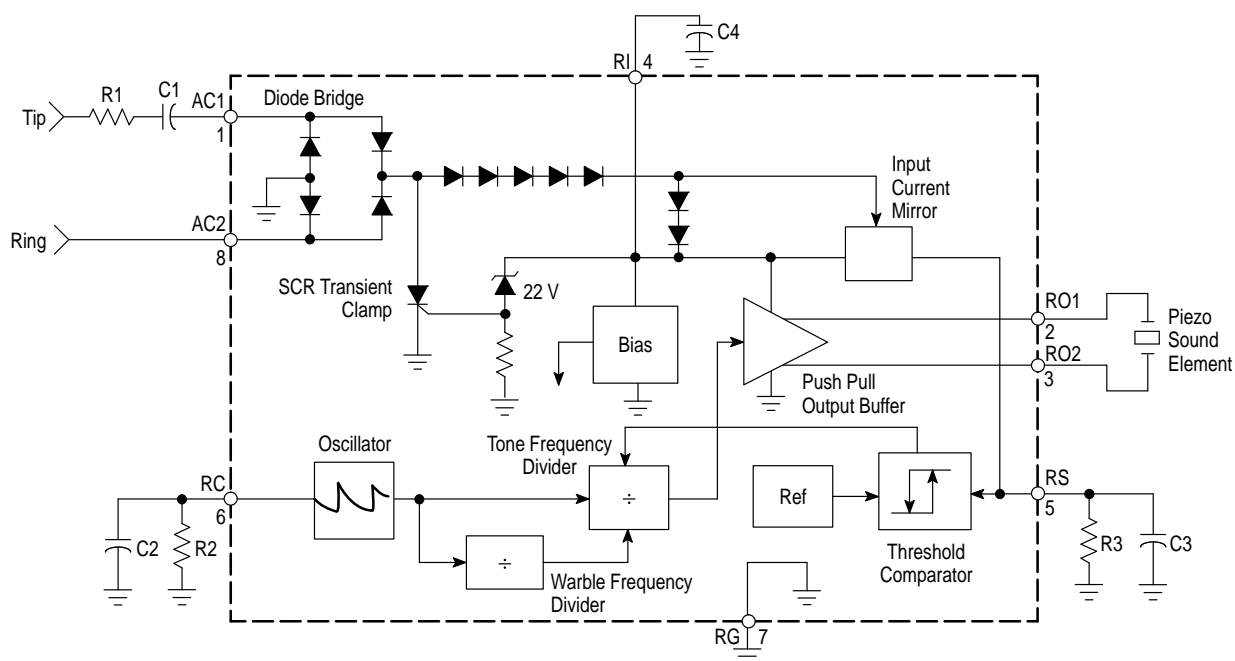 C4
RI 4
R1
C1
AC1
Diode Bridge
Tip
1
Input
Current
Mirror
AC2
Ring
8
SCR Transient
Clamp
22 V
RO1
Bias
2
Piezo
Sound
Element
RO2
3
Push Pull
Output Buffer
Oscillator
Tone Frequency
Divider
RC
÷
Ref
RS
6
5
C2
R2
÷
Warble Frequency
Divider
Threshold
Comparator
R3
C3
RG 7